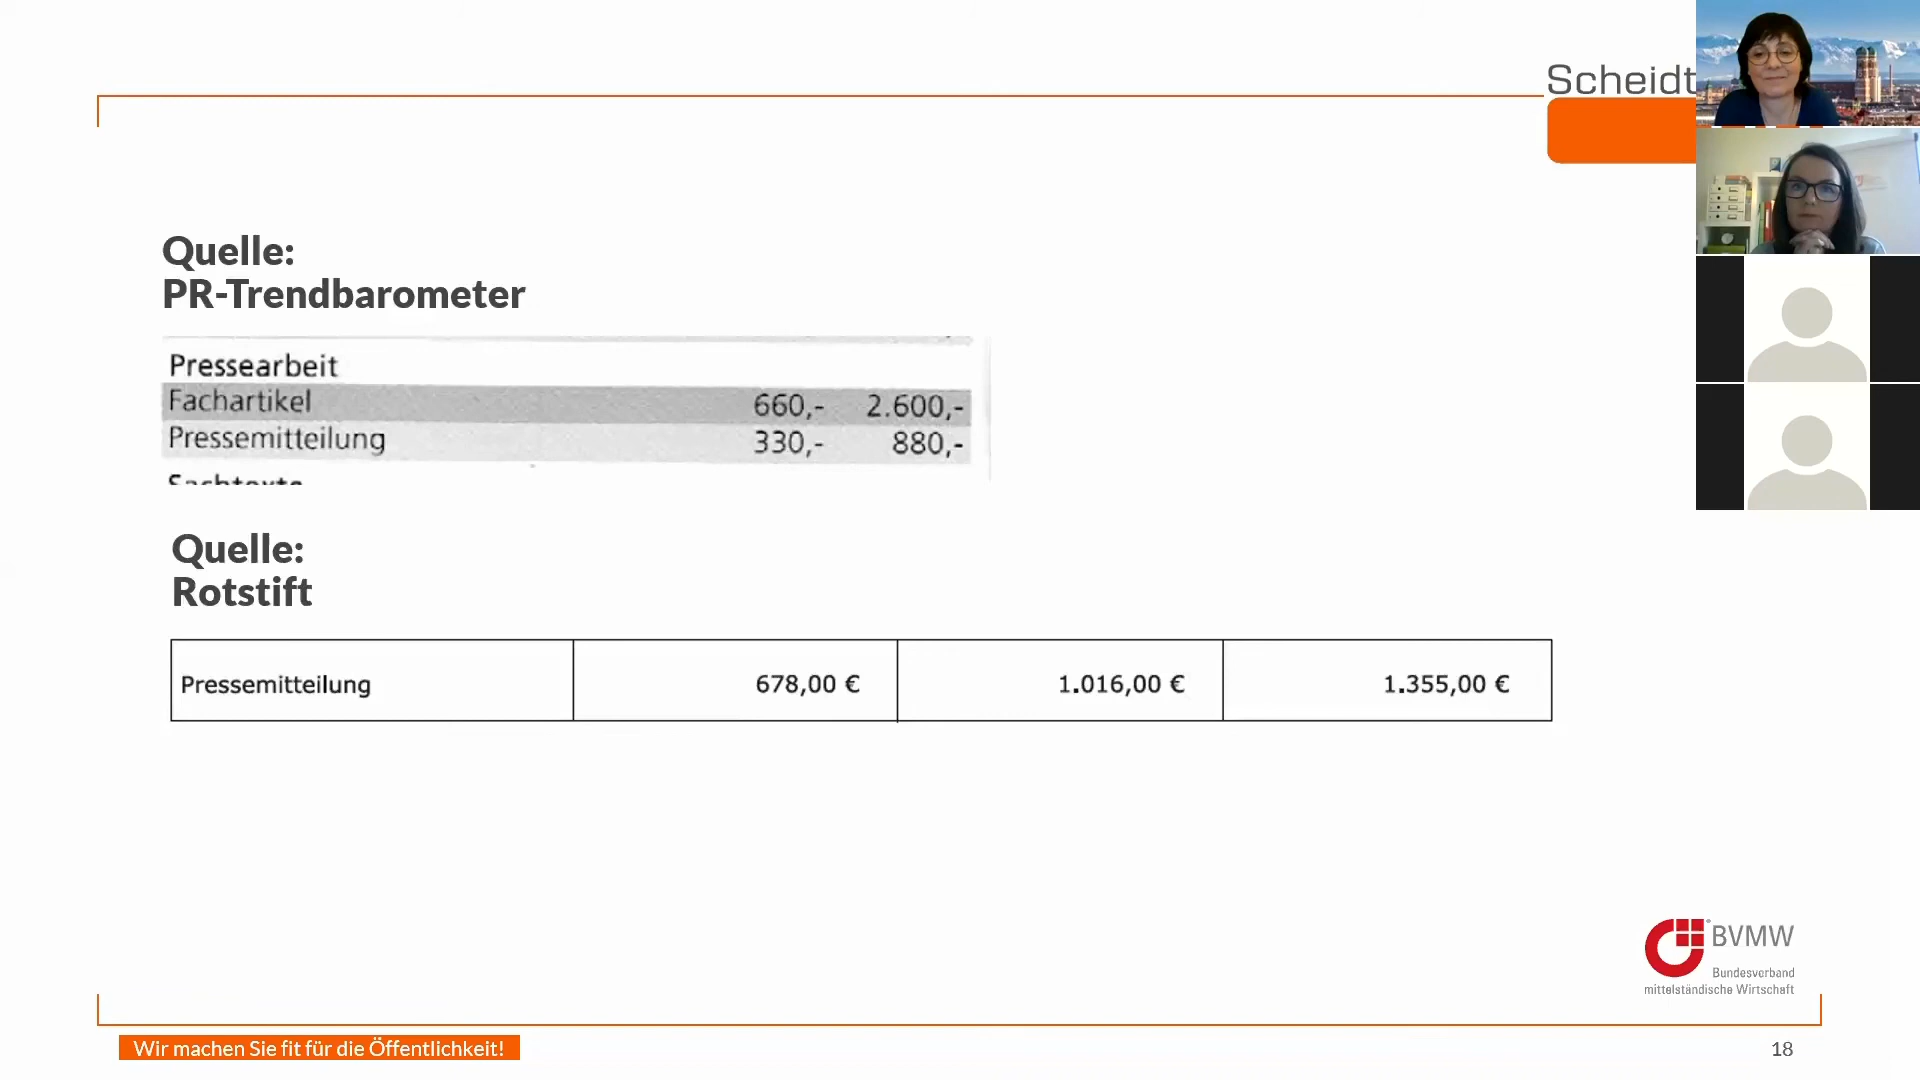 Scheidt
Quelle:
PR-Trendbarometer
Pressearbeit
Fachartikel 660,- 2.600,-
Pressemitteilung 330,- 880,-
Sachtexte
Quelle:
Rotstift
Pressemitteilung 678,00 € 1.016,00 € 1.355,00 €
BVMW
Bundesverband
mittelständische Wirtschaft
Wir machen Sie fit für die Öffentlichkeit!
18